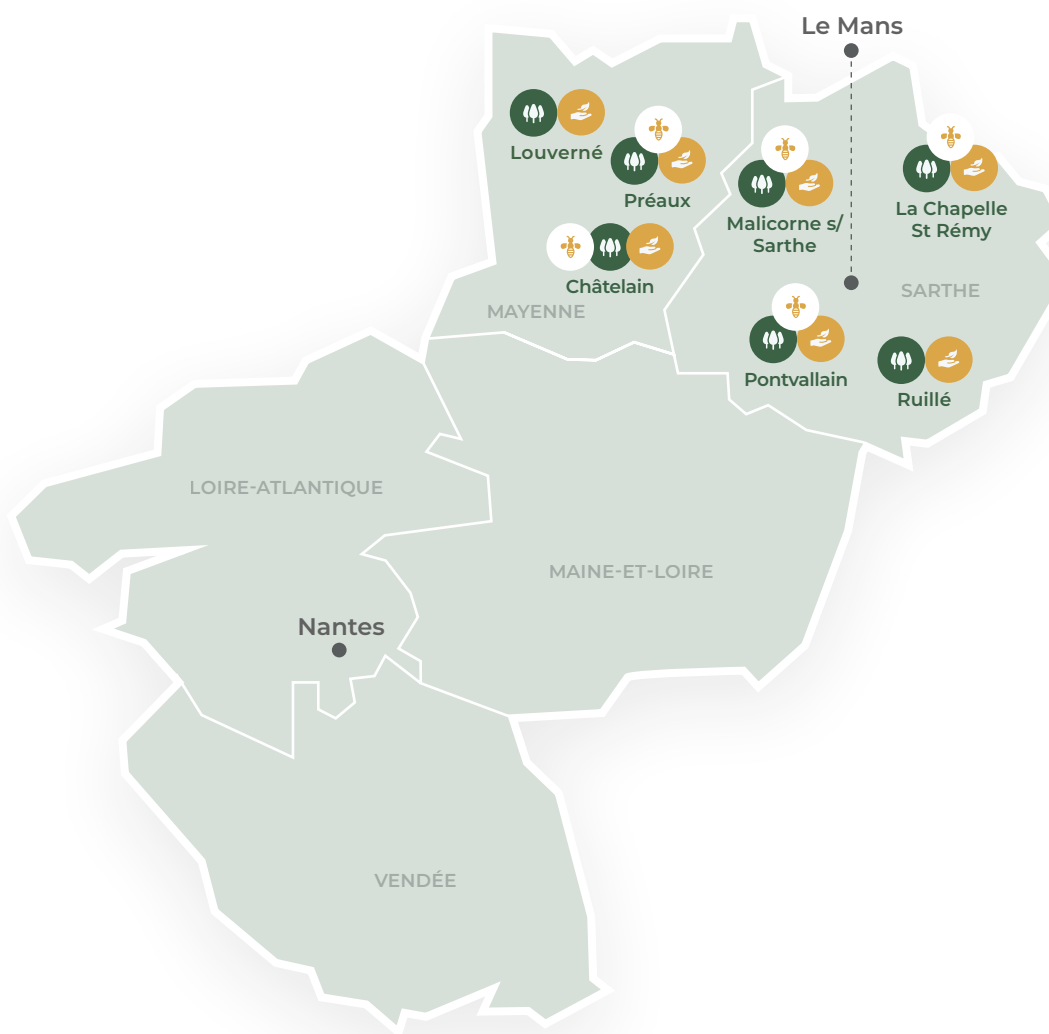 Le Mans
Louverné
Préaux
Malicorne s/
Sarthe
La Chapelle
St Rémy
Châtelain
MAYENNE
SARTHE
Pontvallain
Ruillé
LOIRE-ATLANTIQUE
MAINE-ET-LOIRE
Nantes
VENDÉE